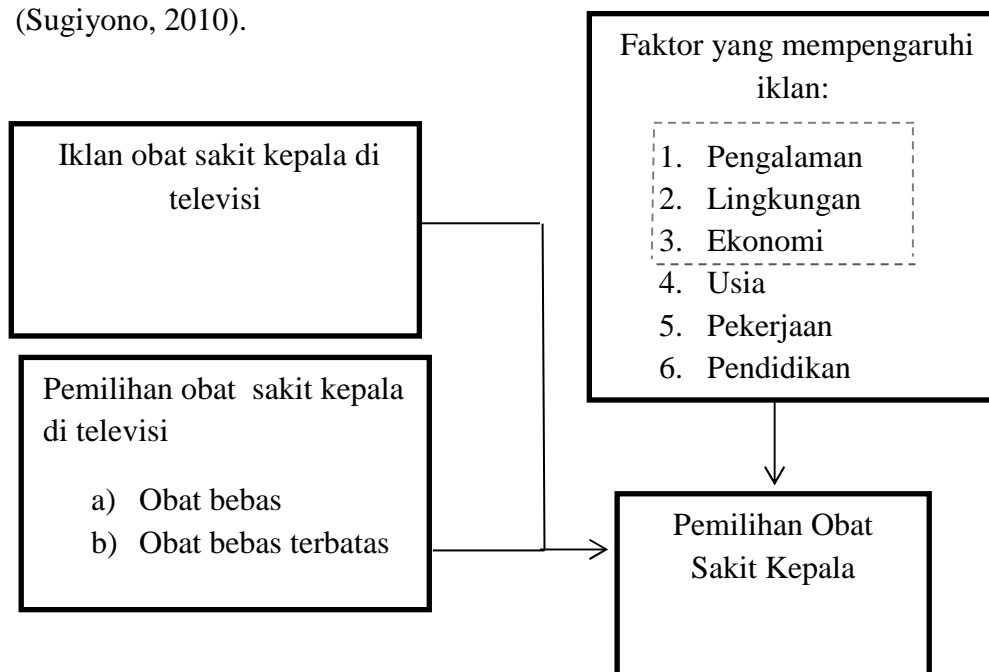 (Sugiyono, 2010).
Iklan obat sakit kepala di
televisi
Pemilihan obat sakit kepala
di televisi
a) Obat bebas
b) Obat bebas terbatas
Faktor yang mempengaruhi
iklan:
1. Pengalaman
2. Lingkungan
3. Ekonomi
4. Usia
5. Pekerjaan
6. Pendidikan
Pemilihan Obat
Sakit Kepala